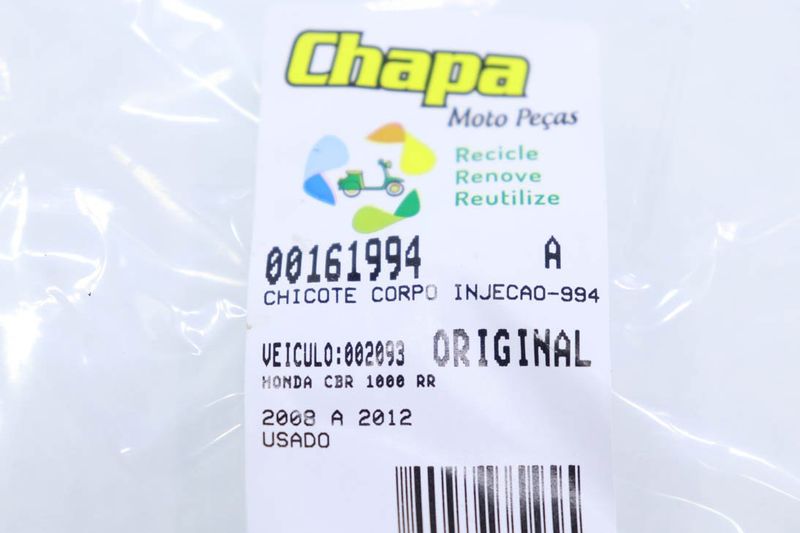 Chapa
Moto Peças
Recicle
Renove
Reutilize
00161994 A
CHICOTE CORPO INJECAO-994
VEICULO:002093 ORIGINAL
HONDA CBR 1000 RR
2008 A 2012
USADO